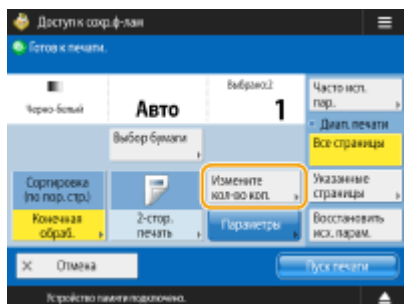 Доступ к сохр.ф-лам
Готов к печати.
Черно-белый
Авто
Выбрано:2
1
Часто исп.
пар.
Выбор бумаги
Диап. печати
Все страницы
Сортировка
(по пор. стр.)
Измените
кол-во коп.
Указанные
страницы
Конечная
обраб.
2-стор.
печать
Параметры
Восстановить
исх. парам.
× Отмена
Пуск печати
Устройство памяти подключено.